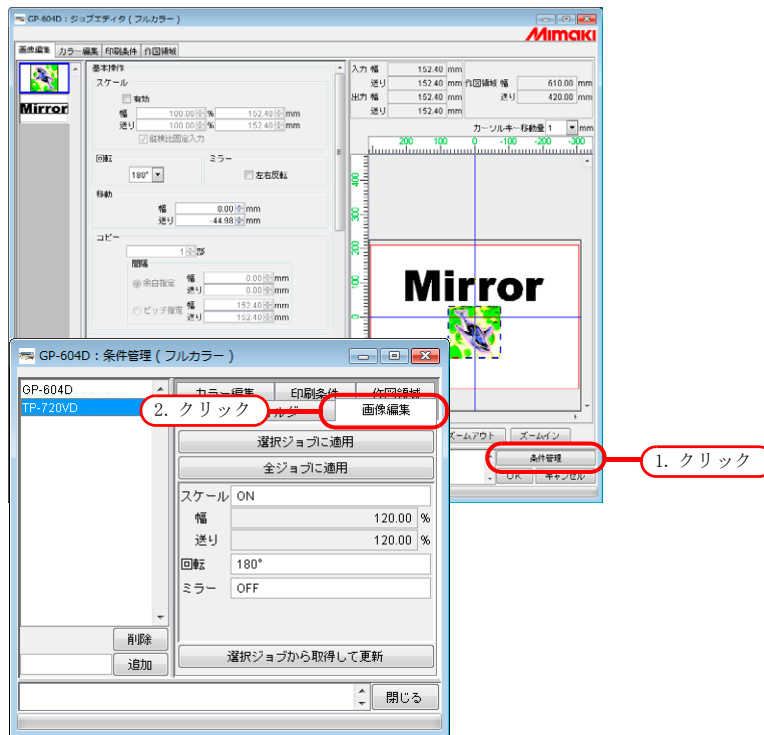 GP-604D：ジョブエディタ ( フルカラー )
Mimaki
画像編集 カラー編集 印刷条件 作図領域
Mirror
基本操作
スケール
有効
幅 100.00 % 152.40 mm
送り 100.00 % 152.40 mm
縦横比固定入力
回転 ミラー
180° 左右反転
移動
幅 0.00 mm
送り -44.98 mm
コピー
1 部
間隔
余白指定 幅 0.00 mm
送り 0.00 mm
ピッチ指定 幅 152.40 mm
送り 152.40 mm
入力 幅 152.40 mm
送り 152.40 mm 作図領域 幅 610.00 mm
出力 幅 152.40 mm 送り 420.00 mm
送り 152.40 mm
カーソルキー移動量 1 mm
200 100 0 -100 -200 -300
Mirror
ズームアウト ズームイン
条件管理
OK キャンセル
1. クリック
GP-604D：条件管理 ( フルカラー )
GP-604D
TP-720VD
カラー編集 印刷条件 作図領域
画像編集
2. クリック
選択ジョブに適用
全ジョブに適用
スケール ON
幅 120.00 %
送り 120.00 %
回転 180°
ミラー OFF
削除
追加
選択ジョブから取得して更新
閉じる